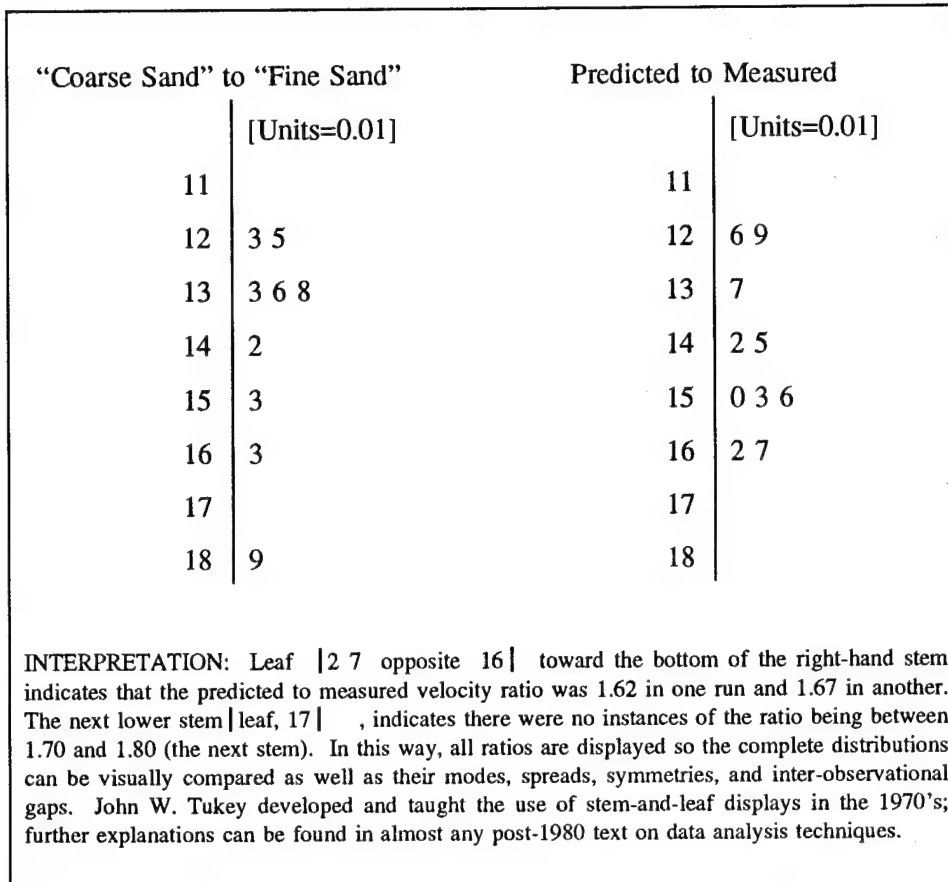 “Coarse Sand” to “Fine Sand” Predicted to Measured
[Units=0.01] [Units=0.01]
11 | 11 |
12 | 3 5 12 | 6 9
13 | 3 6 8 13 | 7
14 | 2 14 | 2 5
15 | 3 15 | 0 3 6
16 | 3 16 | 2 7
17 | 17 |
18 | 9 18 |
INTERPRETATION: Leaf |2 7 opposite 16| toward the bottom of the right-hand stem
indicates that the predicted to measured velocity ratio was 1.62 in one run and 1.67 in another.
The next lower stem|leaf, 17| , indicates there were no instances of the ratio being between
1.70 and 1.80 (the next stem). In this way, all ratios are displayed so the complete distributions
can be visually compared as well as their modes, spreads, symmetries, and inter-observational
gaps. John W. Tukey developed and taught the use of stem-and-leaf displays in the 1970’s;
further explanations can be found in almost any post-1980 text on data analysis techniques.